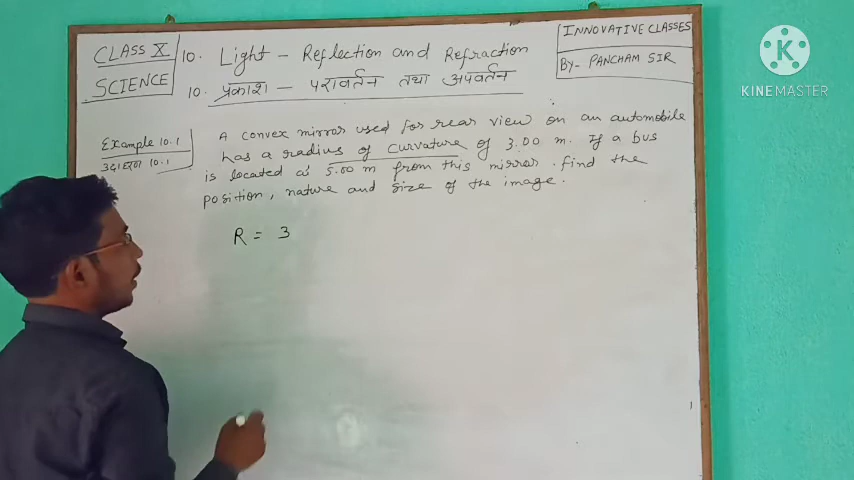 CLASS X
SCIENCE
10. Light – Reflection and Refraction
10. प्रकाश – परावर्तन तथा अपवर्तन
INNOVATIVE CLASSES
BY- PANCHAM SIR
KINEMASTER
Example 10.1
उदाहरण 10.1
A convex mirror used for rear view on an automobile
has a radius of curvature of 3.00 m. If a bus
is located at 5.00 m from this mirror. find the
position, nature and size of the image.
R = 3